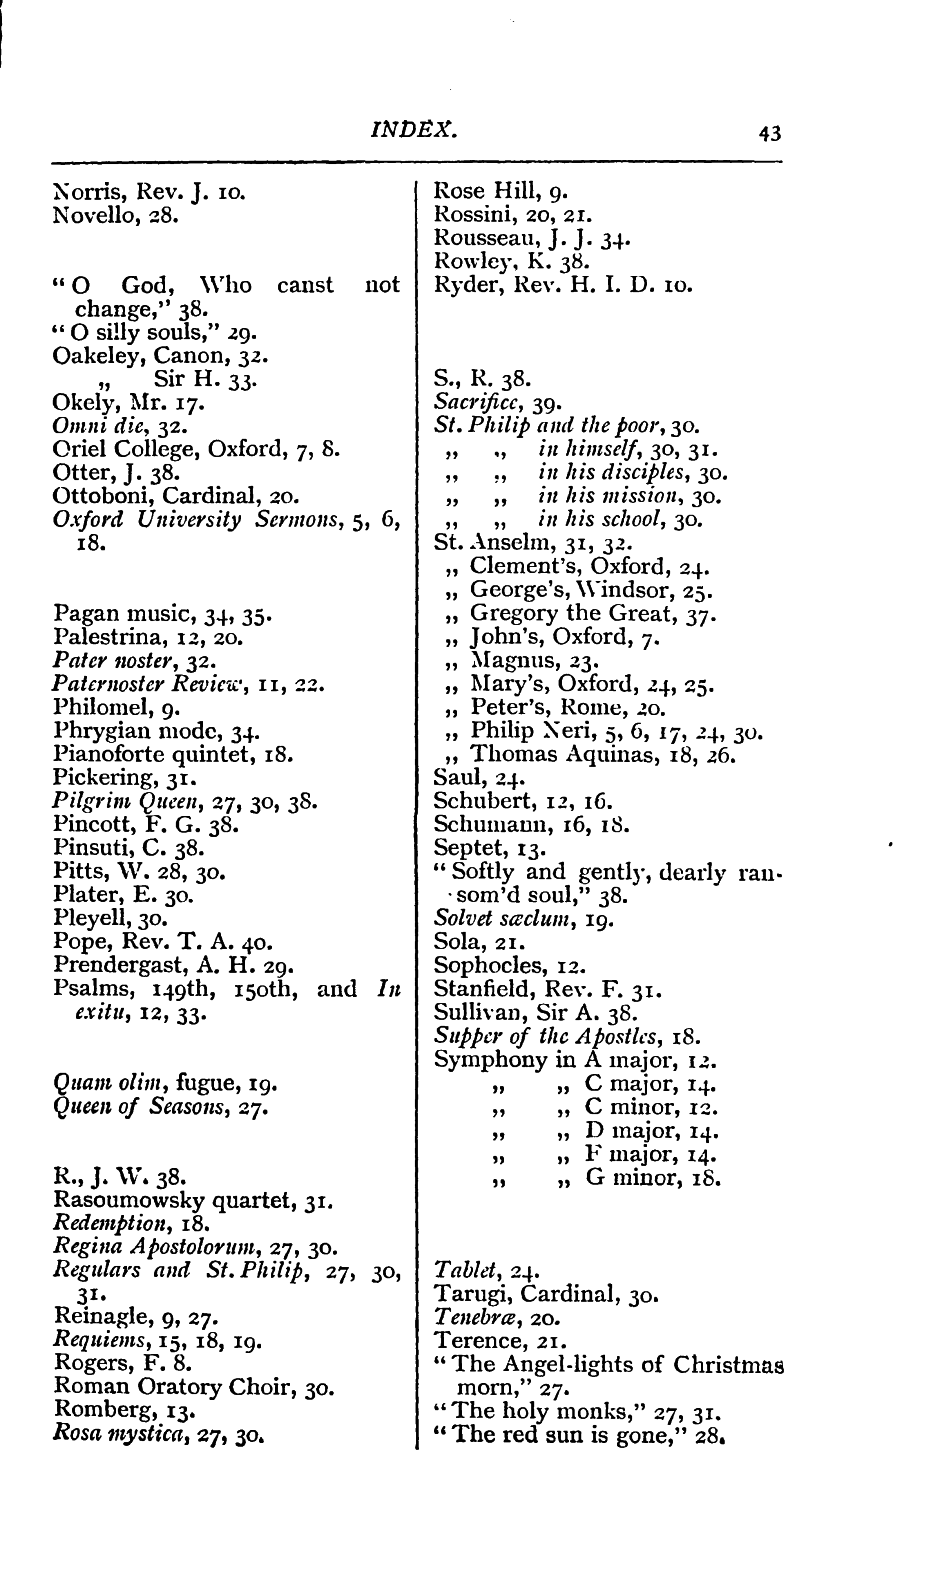 INDEX.
43
Norris, Rev. J. 10.
Novello, 28.
“ O God, Who canst not
change,” 38.
“ O silly souls,” 29.
Oakeley, Canon, 32.
„ Sir H. 33.
Okely, Mr. 17.
Omni die, 32.
Oriel College, Oxford, 7, 8.
Otter, J. 38.
Ottoboni, Cardinal, 20.
Oxford University Sermons, 5, 6,
18.
Pagan music, 34, 35.
Palestrina, 12, 20.
Pater noster, 32.
Paternoster Review, 11, 22.
Philomel, 9.
Phrygian mode, 34.
Pianoforte quintet, 18.
Pickering, 31.
Pilgrim Queen, 27, 30, 38.
Pincott, F. G. 38.
Pinsuti, C. 38.
Pitts, W. 28, 30.
Plater, E. 30.
Pleyell, 30.
Pope, Rev. T. A. 40.
Prendergast, A. H. 29.
Psalms, 149th, 150th, and In
exitu, 12, 33.
Quam olim, fugue, 19.
Queen of Seasons, 27.
R., J. W. 38.
Rasoumowsky quartet, 31.
Redemption, 18.
Regina Apostolorum, 27, 30.
Regulars and St. Philip, 27, 30,
31.
Reinagle, 9, 27.
Requiems, 15, 18, 19.
Rogers, F. 8.
Roman Oratory Choir, 30.
Romberg, 13.
Rosa mystica, 27, 30.
Rose Hill, 9.
Rossini, 20, 21.
Rousseau, J. J. 34.
Rowley, K. 38.
Ryder, Rev. H. I. D. 10.
S., R. 38.
Sacrifice, 39.
St. Philip and the poor, 30.
„ „ in himself, 30, 31.
„ „ in his disciples, 30.
„ „ in his mission, 30.
„ „ in his school, 30.
St. Anselm, 31, 32.
„ Clement's, Oxford, 24.
„ George's, Windsor, 25.
„ Gregory the Great, 37.
„ John's, Oxford, 7.
„ Magnus, 23.
„ Mary's, Oxford, 24, 25.
„ Peter's, Rome, 20.
„ Philip Neri, 5, 6, 17, 24, 30.
„ Thomas Aquinas, 18, 26.
Saul, 24.
Schubert, 12, 16.
Schumann, 16, 18.
Septet, 13.
“ Softly and gently, dearly ran-
som'd soul,” 38.
Solvet sæclum, 19.
Sola, 21.
Sophocles, 12.
Stanfield, Rev. F. 31.
Sullivan, Sir A. 38.
Supper of the Apostles, 18.
Symphony in A major, 12.
„ „ C major, 14.
„ „ C minor, 12.
„ „ D major, 14.
„ „ F major, 14.
„ „ G minor, 18.
Tablet, 24.
Tarugi, Cardinal, 30.
Tenebræ, 20.
Terence, 21.
“ The Angel-lights of Christmas
morn,” 27.
“ The holy monks,” 27, 31.
“ The red sun is gone,” 28.